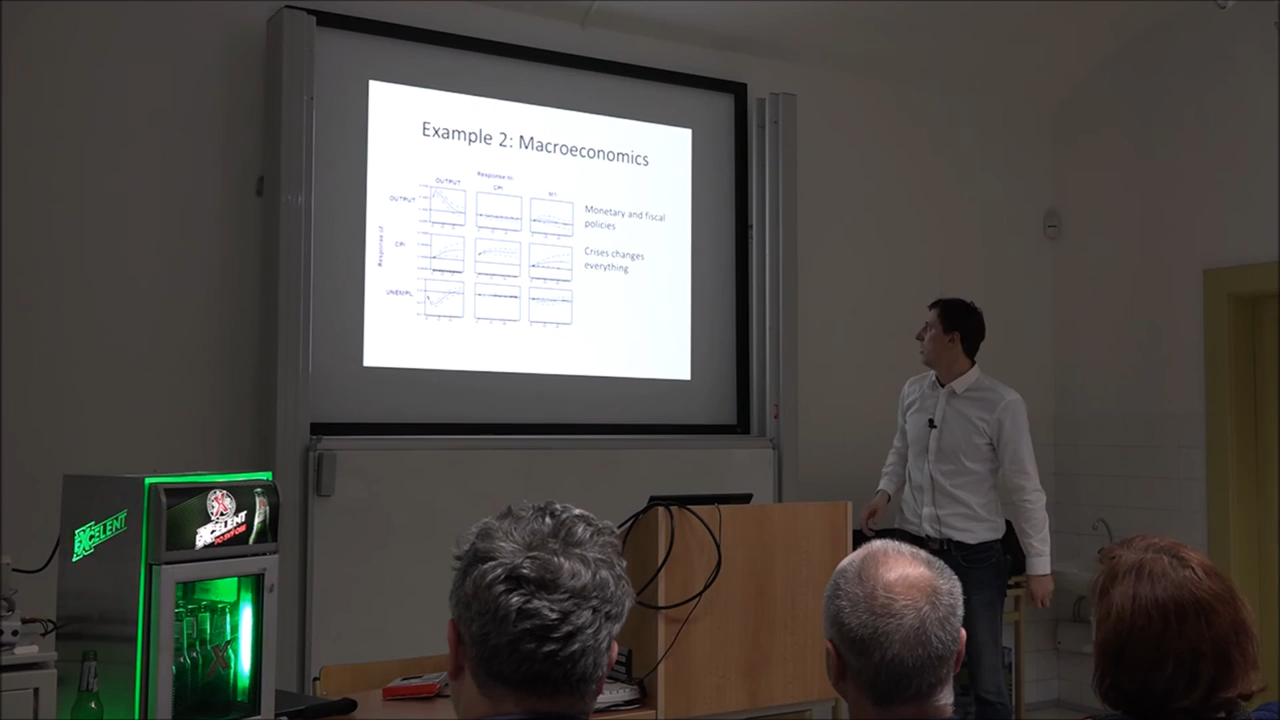 Example 2: Macroeconomics
Response to:
OUTPUT
CPI
M1
OUTPUT
CPI
UNEMPL.
Response of:
Monetary and fiscal
policies
Crises changes
everything
EXCELENT
EXCELENT